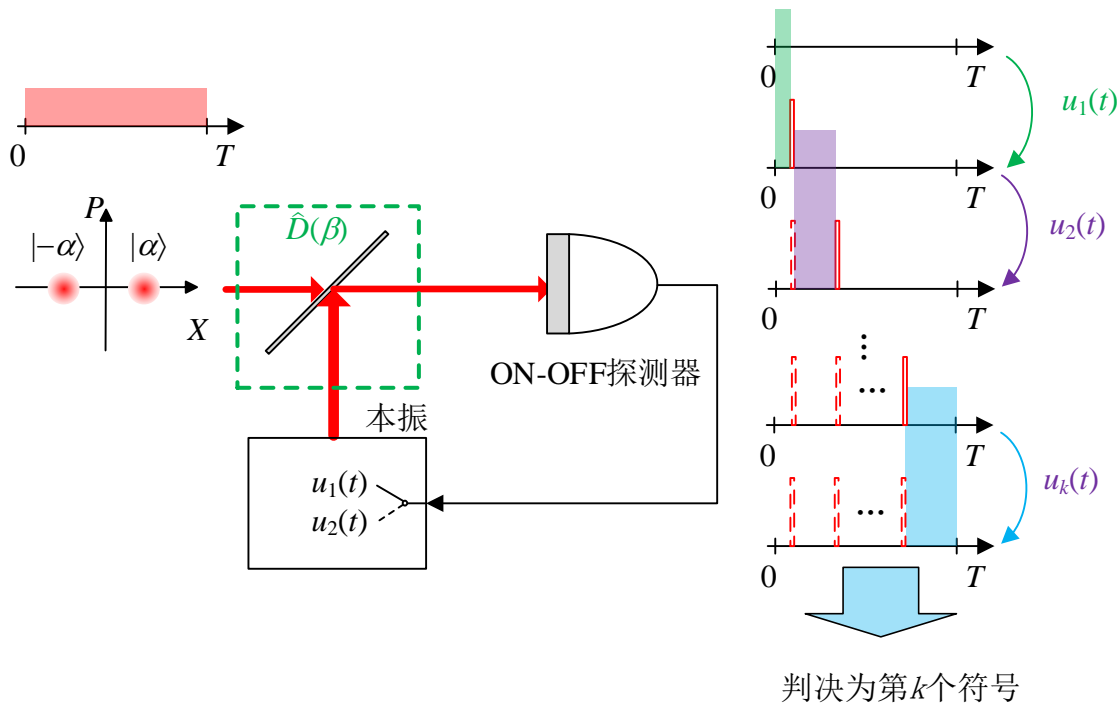 0
T
P
|−α⟩
|α⟩
X
D̂(β)
ON-OFF探测器
本振
u₁(t)
u₂(t)
0
T
u₁(t)
0
T
u₂(t)
0
T
⋮
...
0
T
uₖ(t)
...
0
T
判决为第k个符号